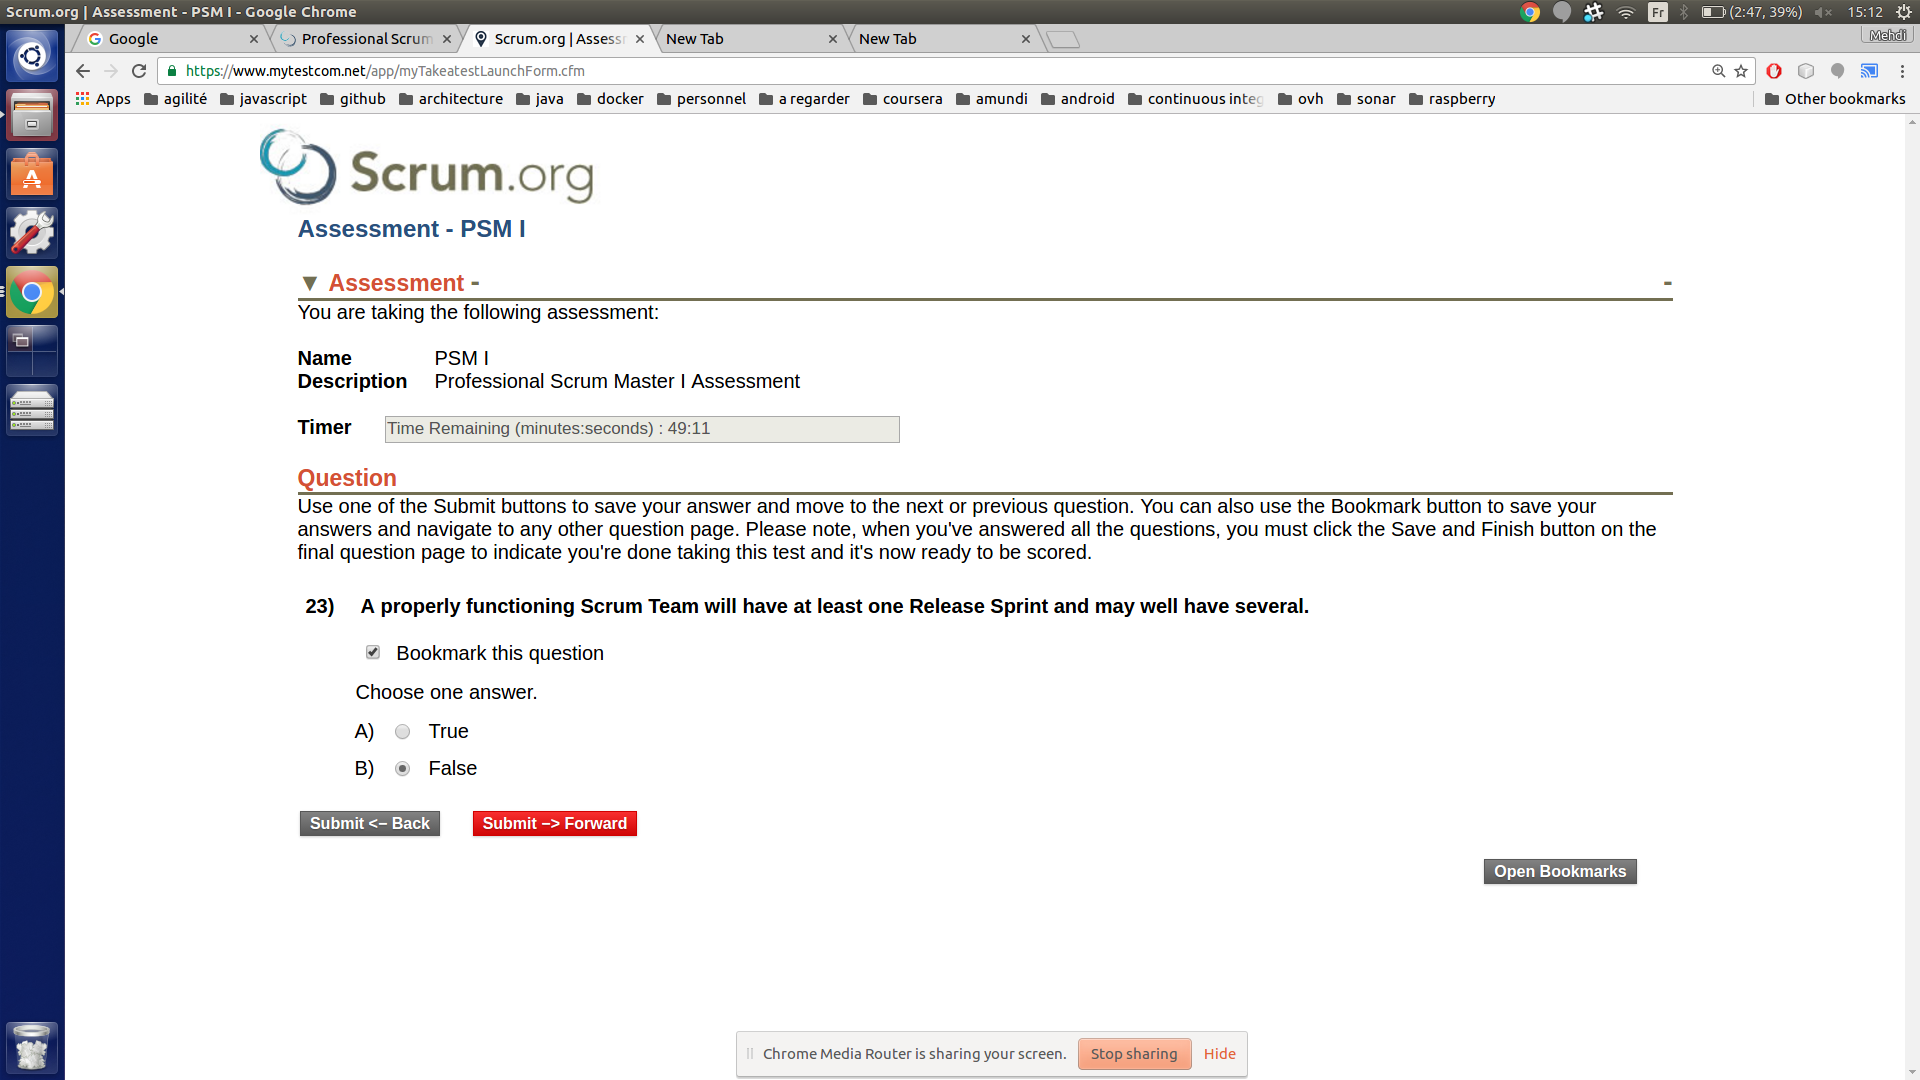 Scrum.org | Assessment - PSM I - Google Chrome
Fr
(2:47, 39%)
15:12
Google
Professional Scrum
Scrum.org | Assess
New Tab
New Tab
Mehdi
https://www.mytestcom.net/app/myTakeatestLaunchForm.cfm
Apps agilité javascript github architecture java docker personnel a regarder coursera amundi android continuous integ ovh sonar raspberry Other bookmarks
Scrum.org
Assessment - PSM I
▼ Assessment - -
You are taking the following assessment:
Name PSM I
Description Professional Scrum Master I Assessment
Timer Time Remaining (minutes:seconds) : 49:11
Question
Use one of the Submit buttons to save your answer and move to the next or previous question. You can also use the Bookmark button to save your
answers and navigate to any other question page. Please note, when you've answered all the questions, you must click the Save and Finish button on the
final question page to indicate you're done taking this test and it's now ready to be scored.
23) A properly functioning Scrum Team will have at least one Release Sprint and may well have several.
Bookmark this question
Choose one answer.
A) True
B) False
Submit <– Back Submit –> Forward
Open Bookmarks
Chrome Media Router is sharing your screen. Stop sharing Hide